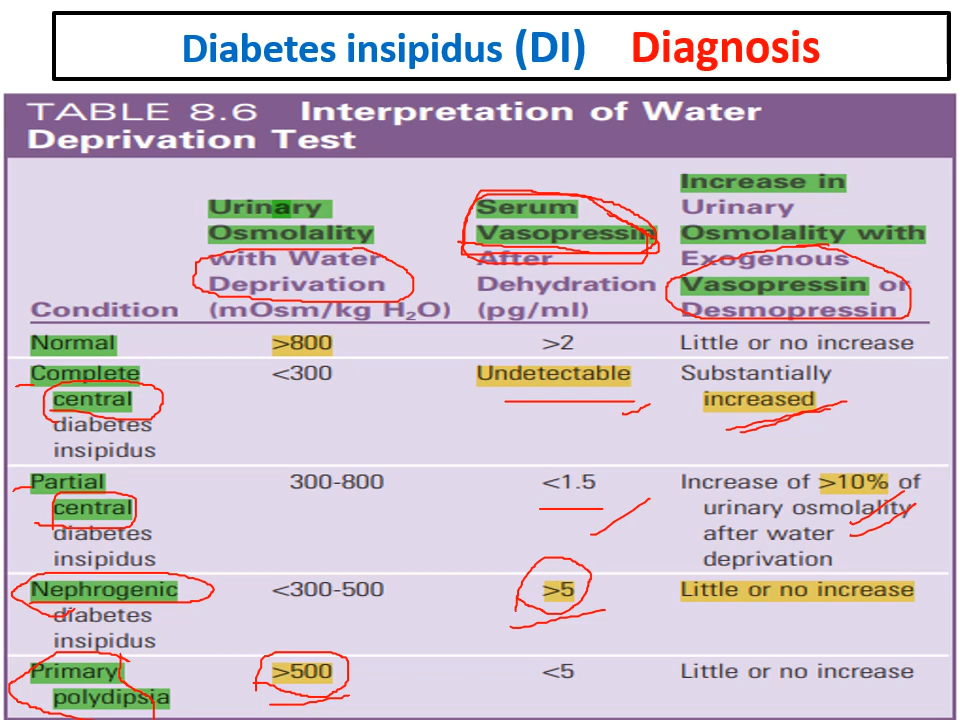 Diabetes insipidus (DI) Diagnosis
TABLE 8.6 Interpretation of Water
Deprivation Test
Condition
Urinary
Osmolality
with Water
Deprivation
(mOsm/kg H₂O)
Serum
Vasopressin
After
Dehydration
(pg/ml)
Increase in
Urinary
Osmolality with
Exogenous
Vasopressin or
Desmopressin
Normal >800 >2 Little or no increase
Complete <300 Undetectable Substantially
central increased
diabetes
insipidus
Partial 300-800 <1.5 Increase of >10% of
central urinary osmolality
diabetes after water
insipidus deprivation
Nephrogenic <300-500 >5 Little or no increase
diabetes
insipidus
Primary >500 <5 Little or no increase
polydipsia